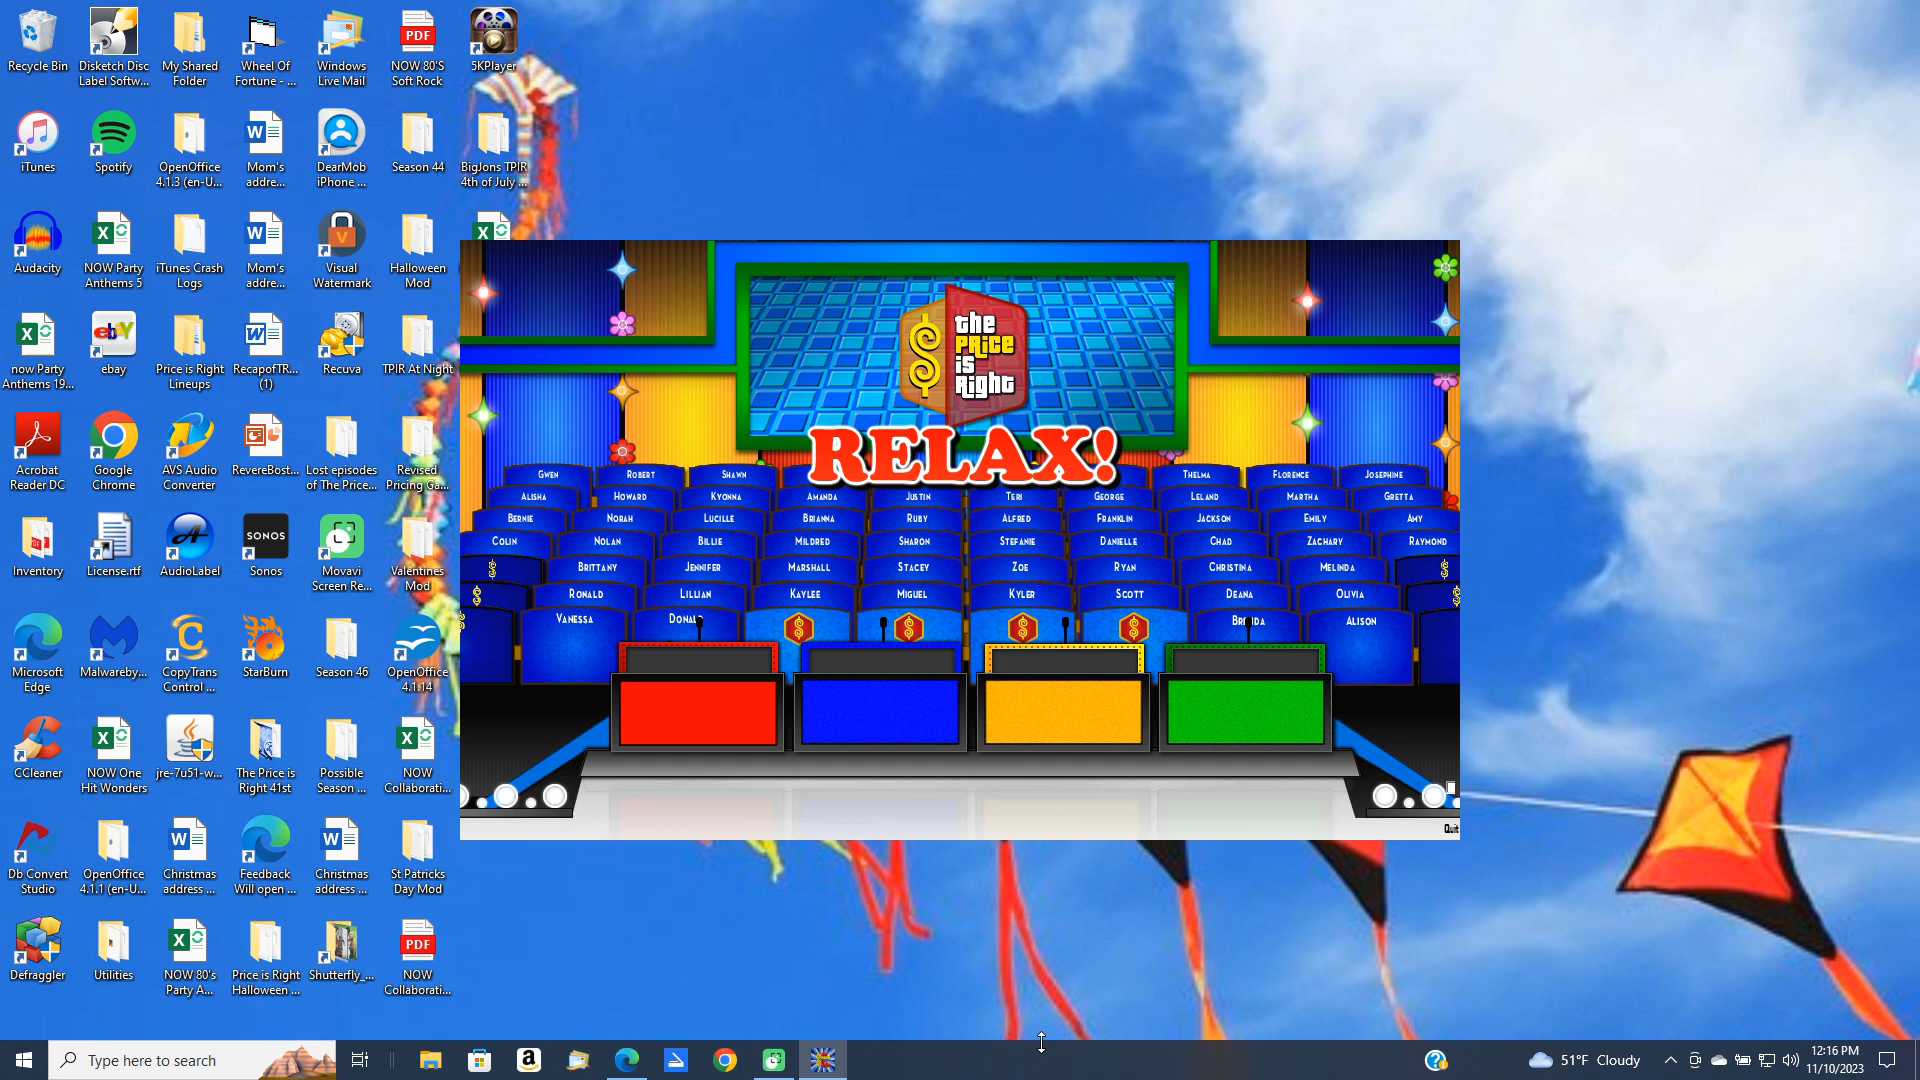 Recycle Bin
Disketch Disc
Label Softw...
My Shared
Folder
Wheel Of
Fortune - ...
Windows
Live Mail
PDF
NOW 80'S
Soft Rock
5KPlayer
iTunes
Spotify
OpenOffice
4.1.3 (en-U...
Mom's
addre...
DearMob
iPhone ...
Season 44
BigJons TPIR
4th of July ...
Audacity
NOW Party
Anthems 5
iTunes Crash
Logs
Mom's
addre...
Visual
Watermark
Halloween
Mod
now Party
Anthems 19...
ebay
ebay
Price is Right
Lineups
RecapofTR...
(1)
Recuva
TPIR At Night
Acrobat
Reader DC
Google
Chrome
AVS Audio
Converter
RevereBost...
Lost episodes
of The Price...
Revised
Pricing Ga...
Inventory
License.rtf
AudioLabel
SONOS
Sonos
Movavi
Screen Re...
Valentines
Mod
Microsoft
Edge
Malwareby...
CopyTrans
Control ...
StarBurn
Season 46
OpenOffice
4.1.14
CCleaner
NOW One
Hit Wonders
jre-7u51-w...
The Price is
Right 41st
Possible
Season ...
NOW
Collaborati...
Db Convert
Studio
OpenOffice
4.1.1 (en-U...
Christmas
address ...
Feedback
Will open ...
Christmas
address ...
St Patricks
Day Mod
Defraggler
Utilities
NOW 80's
Party A...
Price is Right
Halloween ...
Shutterfly_...
PDF
NOW
Collaborati...
the
PRice
is
Right
RELAX!
GWEN ROBERT SHAWN THELMA FLORENCE JOSEPHINE
ALISHA HOWARD KYONNA AMANDA JUSTIN TERI GEORGE LELAND MARTHA GRETTA
BERNIE NORAH LUCILLE BRIANNA RUBY ALFRED FRANKLIN JACKSON EMILY AMY
COLIN NOLAN BILLIE MILDRED SHARON STEFANIE DANIELLE CHAD ZACHARY RAYMOND
BRITTANY JENNIFER MARSHALL STACEY ZOE RYAN CHRISTINA MELINDA
RONALD LILLIAN KAYLEE MIGUEL KYLER SCOTT DEANA OLIVIA
VANESSA DONALD BRENDA ALISON
Quit
Type here to search
51°F Cloudy
12:16 PM
11/10/2023